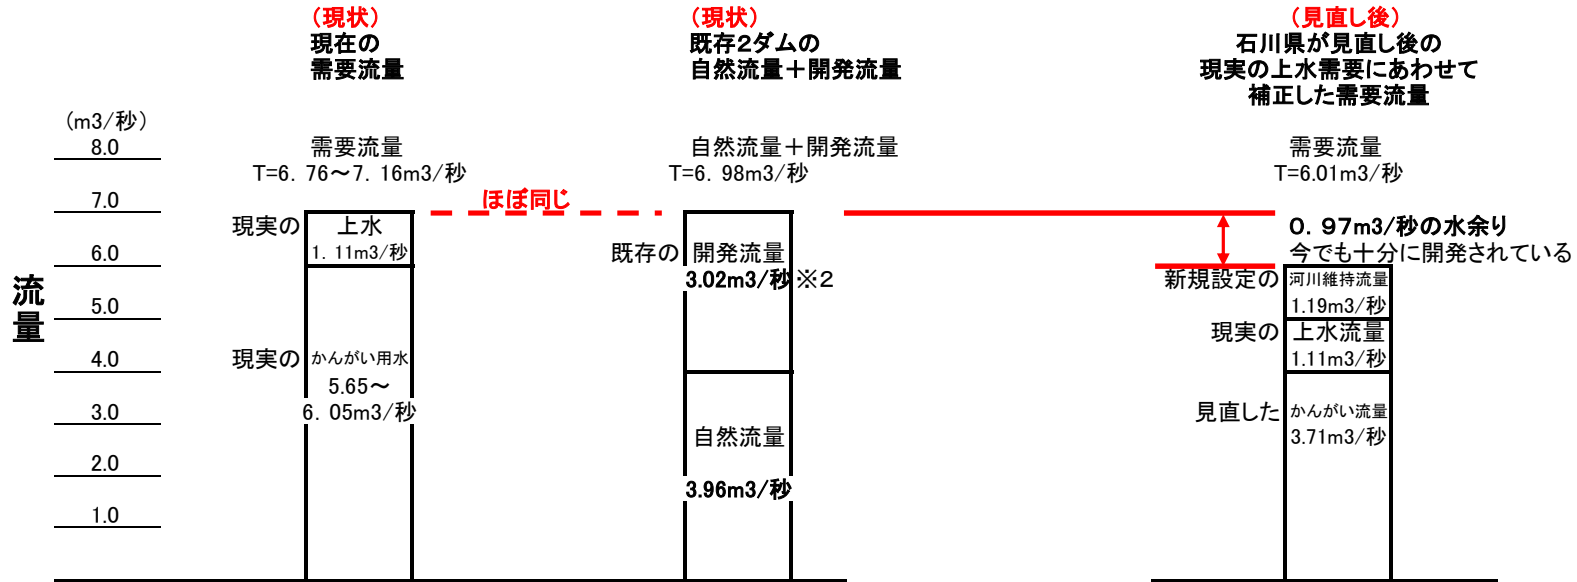 （現状）
現在の
需要流量
（現状）
既存2ダムの
自然流量＋開発流量
（見直し後）
石川県が見直し後の
現実の上水需要にあわせて
補正した需要流量
（m3/秒）
8.0
7.0
6.0
5.0
4.0
3.0
2.0
1.0
流量
需要流量
T=6．76～7．16m3/秒
現実の
上水
1．11m3/秒
現実の
かんがい用水
5.65～
6．05m3/秒
ほぼ同じ
自然流量＋開発流量
T=6．98m3/秒
既存の
開発流量
3.02m3/秒※2
自然流量
3.96m3/秒
需要流量
T=6.01m3/秒
0．97m3/秒の水余り
今でも十分に開発されている
新規設定の
河川維持流量
1.19m3/秒
現実の
上水流量
1.11m3/秒
見直した
かんがい流量
3.71m3/秒